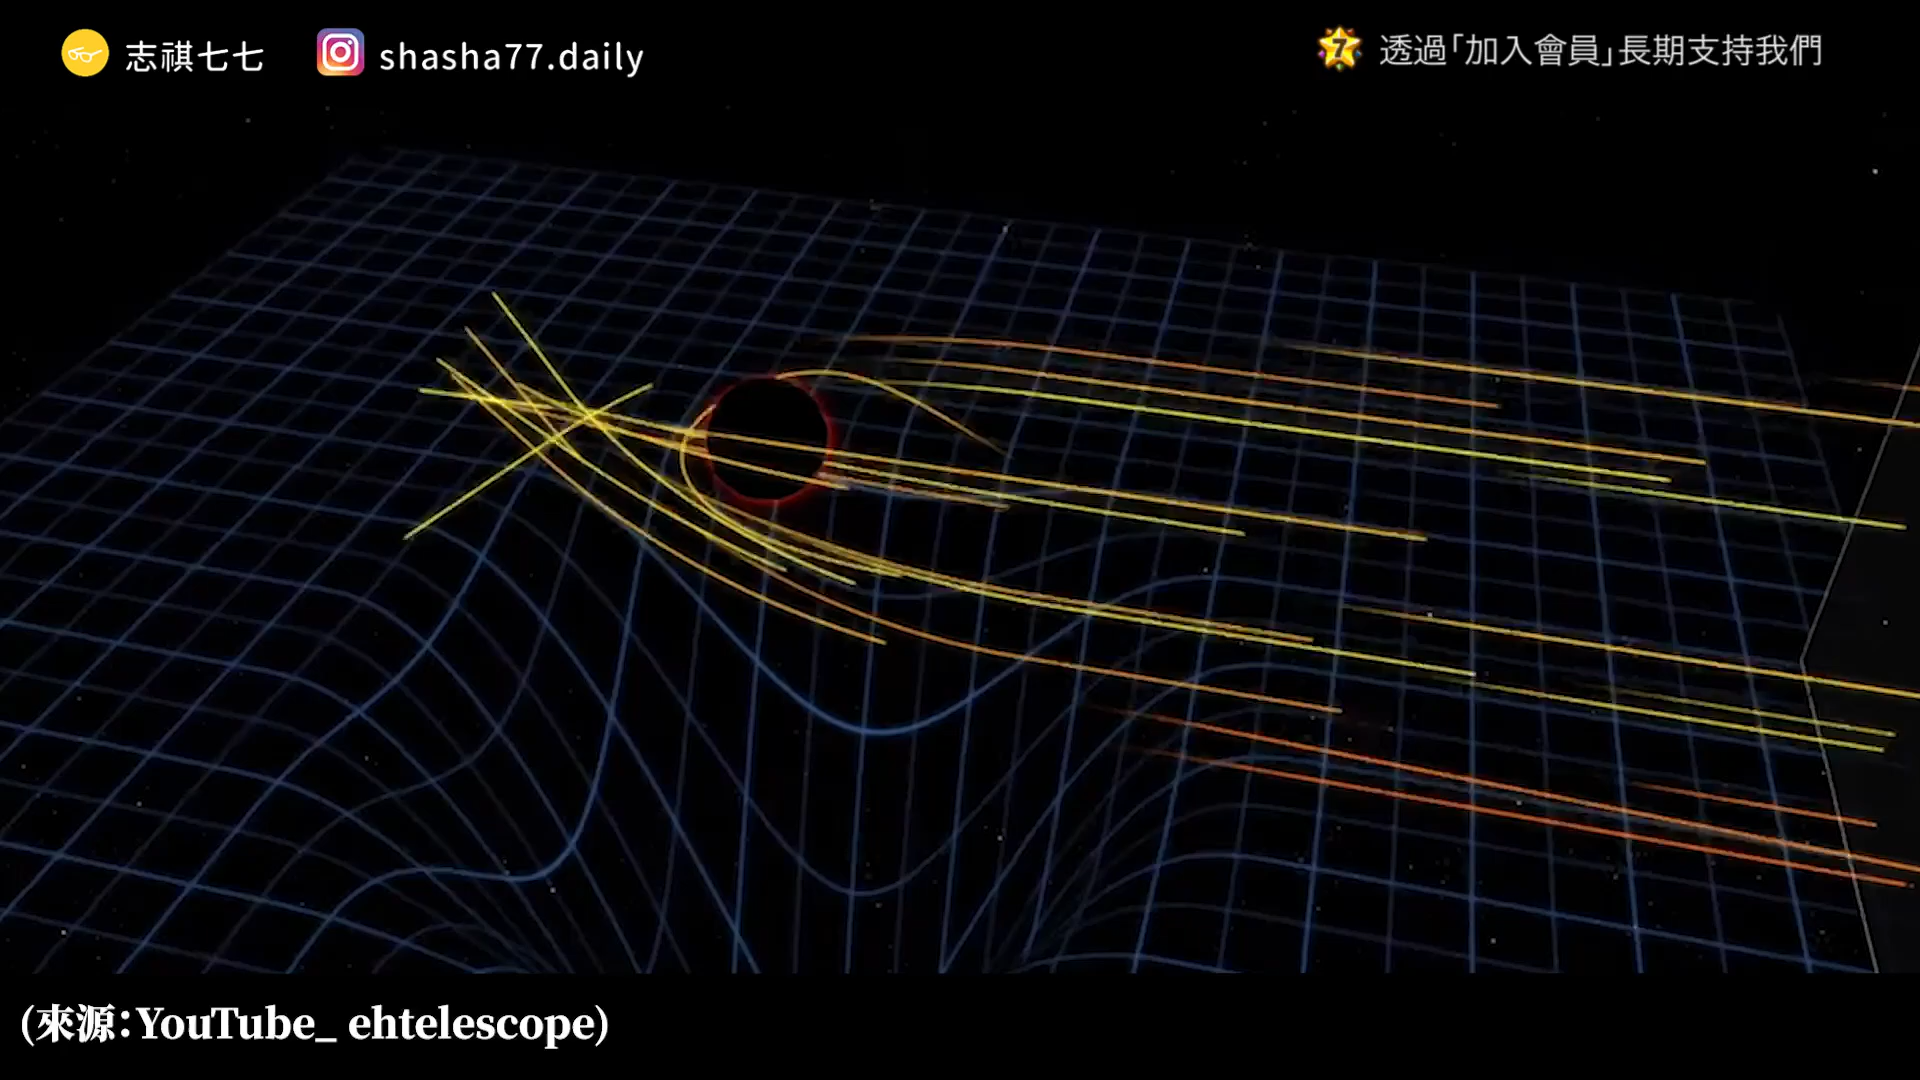 志祺七七
shasha77.daily
7
透過「加入會員」長期支持我們
(來源:YouTube_ ehtelescope)